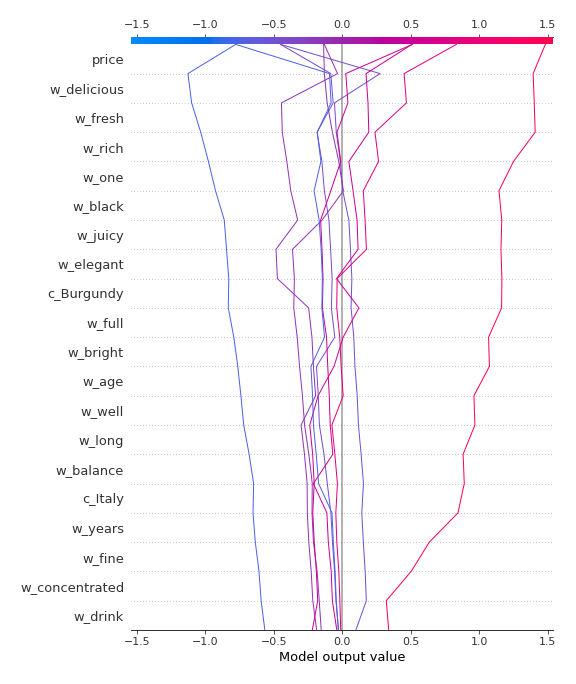 −1.5 −1.0 −0.5 0.0 0.5 1.0 1.5
price
w_delicious
w_fresh
w_rich
w_one
w_black
w_juicy
w_elegant
c_Burgundy
w_full
w_bright
w_age
w_well
w_long
w_balance
c_Italy
w_years
w_fine
w_concentrated
w_drink
−1.5 −1.0 −0.5 0.0 0.5 1.0 1.5
Model output value